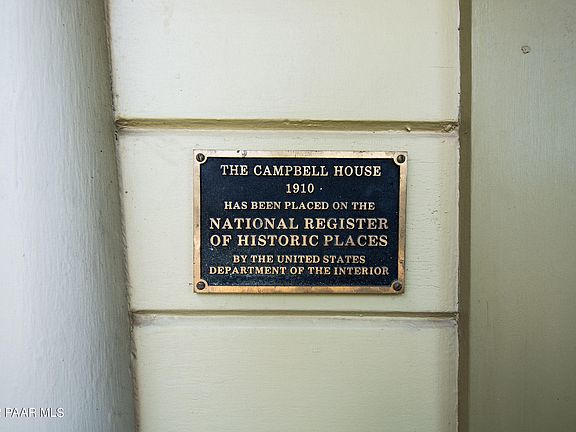 THE CAMPBELL HOUSE
1910
HAS BEEN PLACED ON THE
NATIONAL REGISTER
OF HISTORIC PLACES
BY THE UNITED STATES
DEPARTMENT OF THE INTERIOR
PAAR MLS